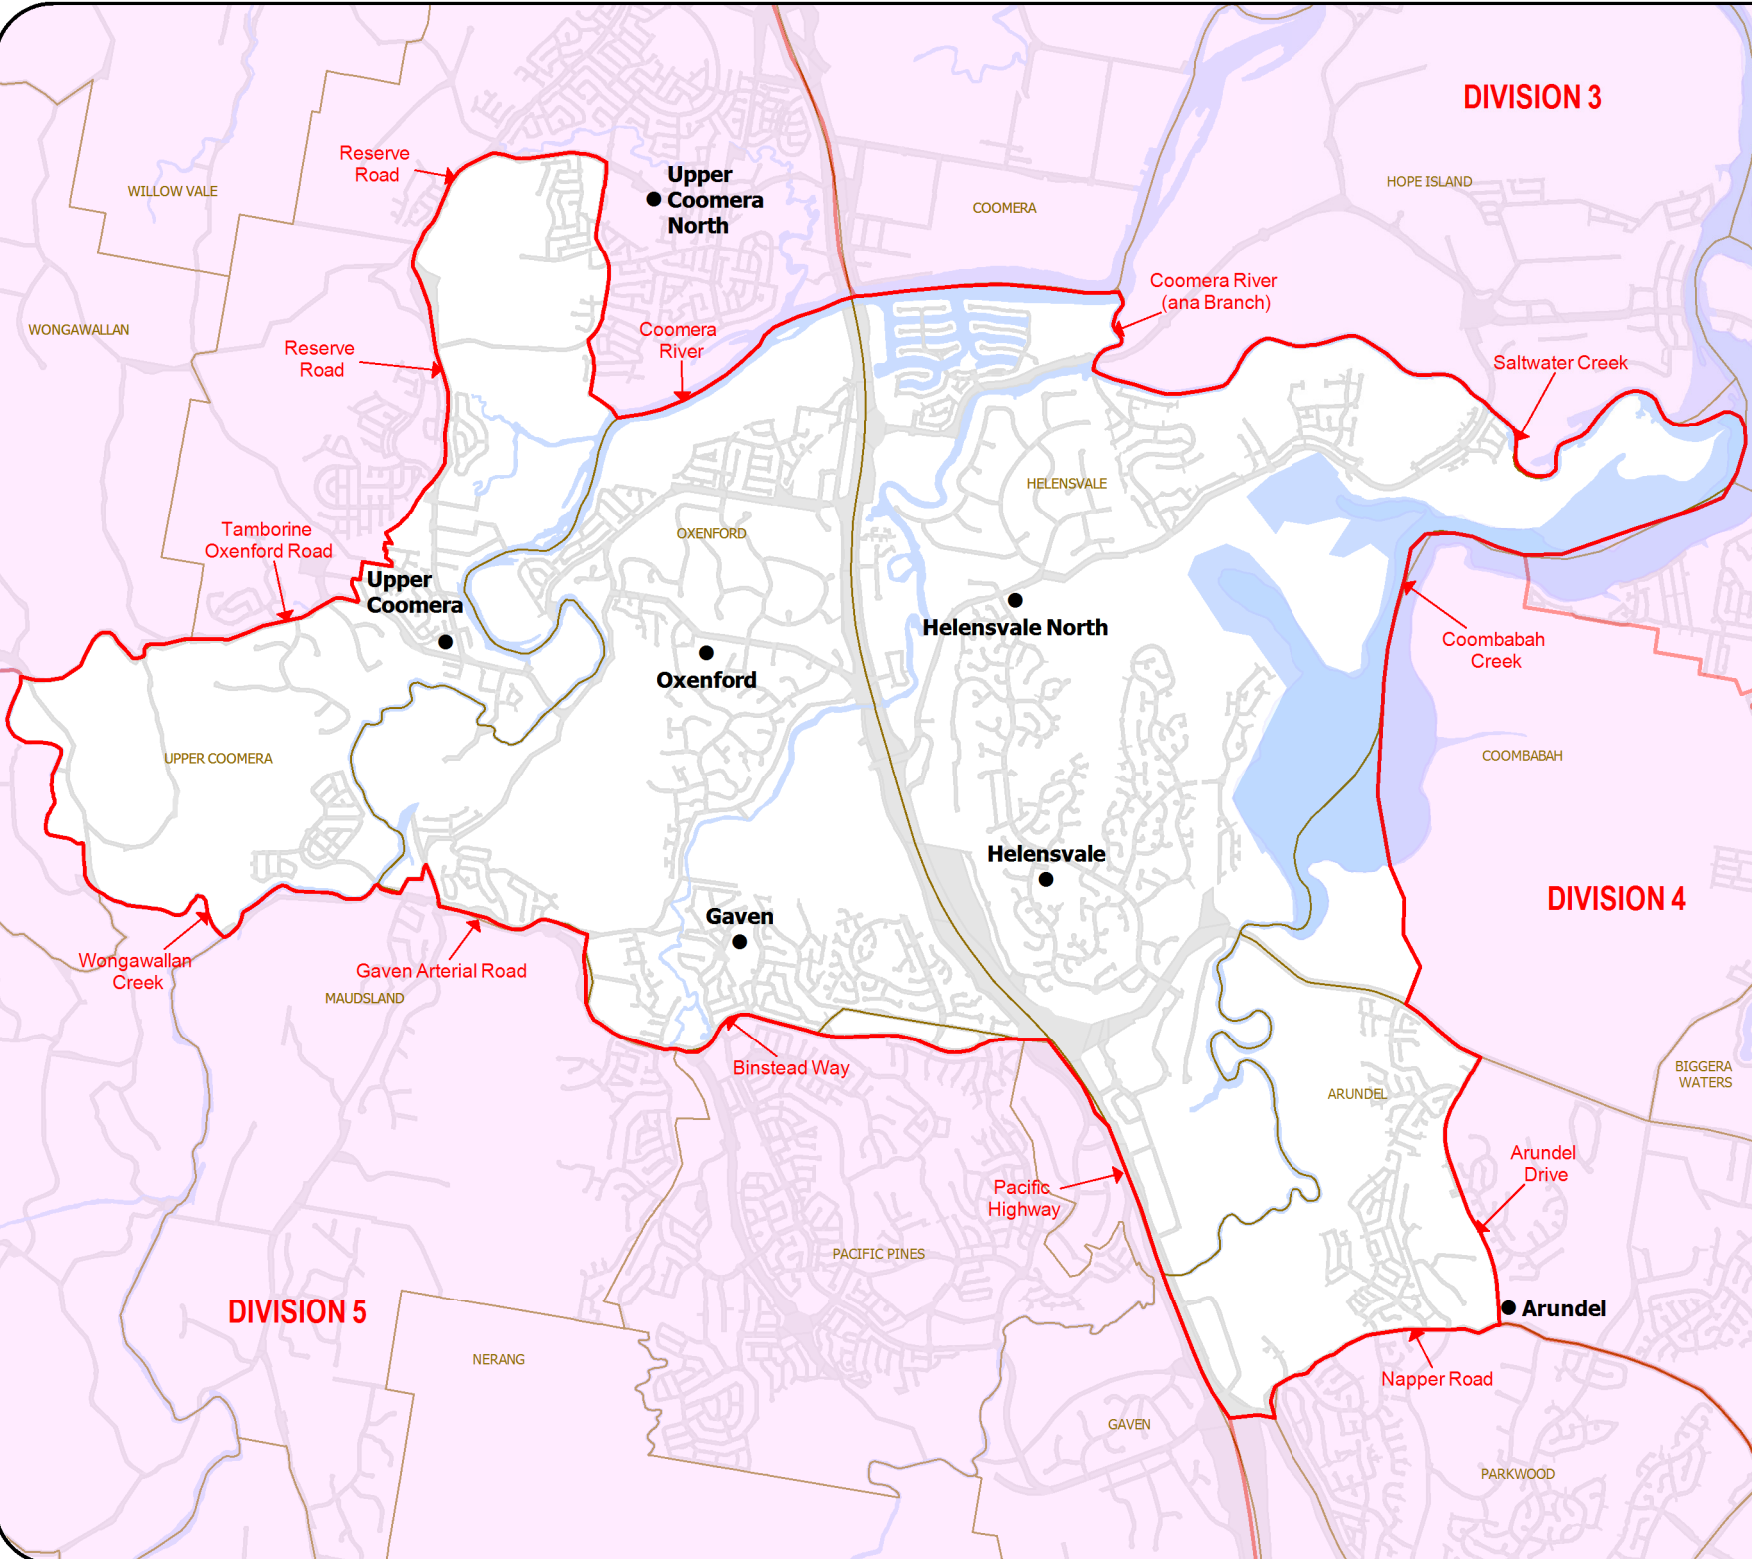 DIVISION 3
Reserve
Road
Upper
Coomera
North
WILLOW VALE
HOPE ISLAND
COOMERA
Coomera River
(ana Branch)
WONGAWALLAN
Reserve
Road
Coomera
River
Saltwater Creek
HELENSVALE
Tamborine
Oxenford Road
OXENFORD
Upper
Coomera
Helensvale North
Coombabah
Creek
Oxenford
UPPER COOMERA
COOMBABAH
Helensvale
DIVISION 4
Gaven
Wongawallan
Creek
Gaven Arterial Road
MAUDSLAND
Binstead Way
BIGGERA
WATERS
ARUNDEL
Arundel
Drive
Pacific
Highway
PACIFIC PINES
DIVISION 5
Arundel
NERANG
Napper Road
GAVEN
PARKWOOD